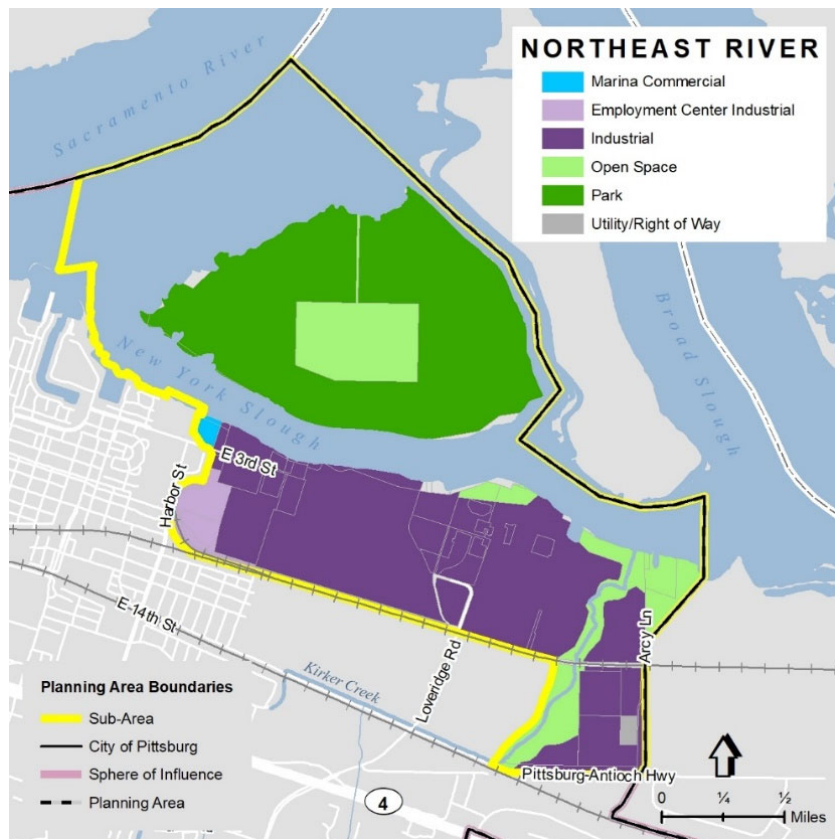 NORTHEAST RIVER
Marina Commercial
Employment Center Industrial
Industrial
Open Space
Park
Utility/Right of Way
Sacramento River
Broad Slough
New York Slough
E 3rd St
Harbor St
E 14th St
Arcy Ln
Loveridge Rd
Kirker Creek
Pittsburg-Antioch Hwy
4
Planning Area Boundaries
Sub-Area
City of Pittsburg
Sphere of Influence
Planning Area
0 ¼ ½
Miles